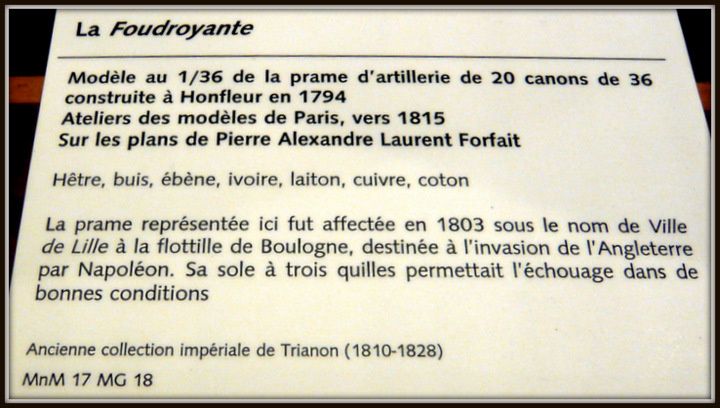 La Foudroyante
Modèle au 1/36 de la prame d'artillerie de 20 canons de 36
construite à Honfleur en 1794
Ateliers des modèles de Paris, vers 1815
Sur les plans de Pierre Alexandre Laurent Forfait
Hêtre, buis, ébène, ivoire, laiton, cuivre, coton
La prame représentée ici fut affectée en 1803 sous le nom de Ville
de Lille à la flottille de Boulogne, destinée à l'invasion de l'Angleterre
par Napoléon. Sa sole à trois quilles permettait l'échouage dans de
bonnes conditions
Ancienne collection impériale de Trianon (1810-1828)
MnM 17 MG 18